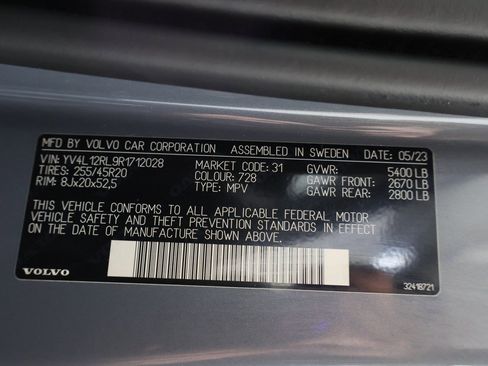 MFD BY VOLVO CAR CORPORATION ASSEMBLED IN SWEDEN DATE: 05/23
VIN: YV4L12RL9R1712028 MARKET CODE: 31 GVWR: 5400 LB
TIRES: 255/45R20 COLOUR: 728 GAWR FRONT: 2670 LB
RIM: 8Jx20x52,5 TYPE: MPV GAWR REAR: 2800 LB
THIS VEHICLE CONFORMS TO ALL APPLICABLE FEDERAL MOTOR
VEHICLE SAFETY AND THEFT PREVENTION STANDARDS IN EFFECT
ON THE DATE OF MANUFACTURE SHOWN ABOVE.
VOLVO 32418721